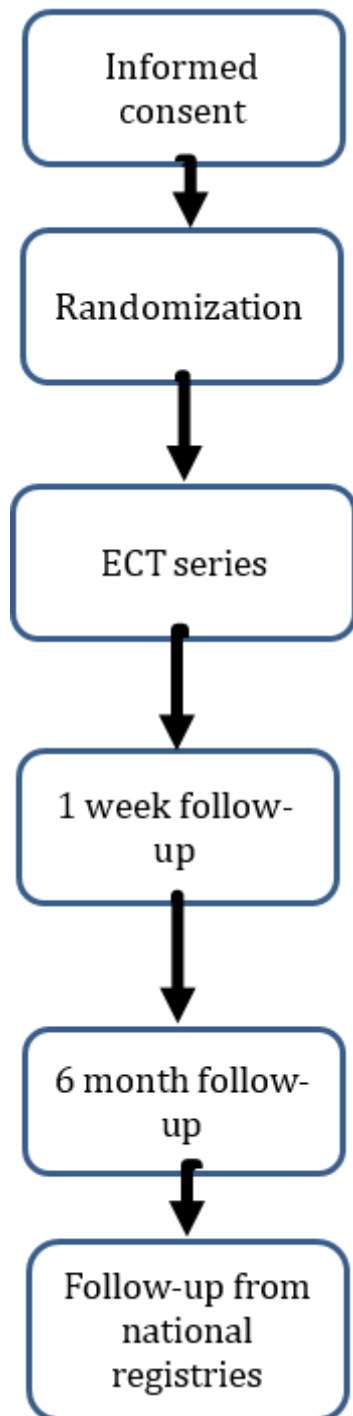 Informed
consent
Randomization
ECT series
1 week follow-
up
6 month follow-
up
Follow-up from
national
registries